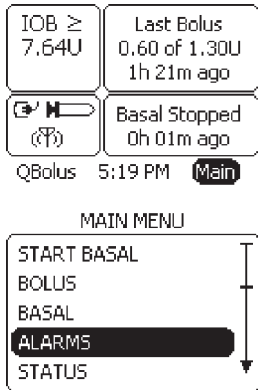 IOB ≥
7.64U
Last Bolus
0.60 of 1.30U
1h 21m ago
Basal Stopped
0h 01m ago
QBolus 5:19 PM Main
MAIN MENU
START BASAL
BOLUS
BASAL
ALARMS
STATUS